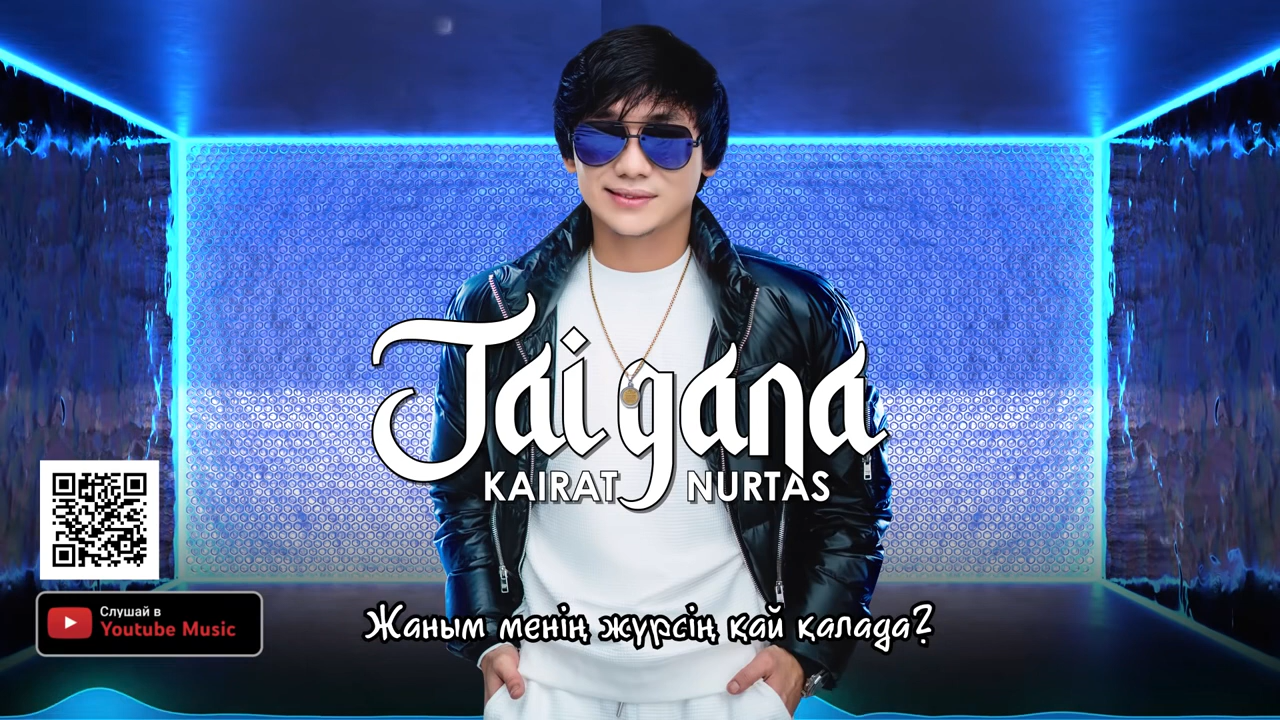 Tai gana
KAIRAT NURTAS
Слушай в
Youtube Music
Жаным менің жүрсің қай қалада?